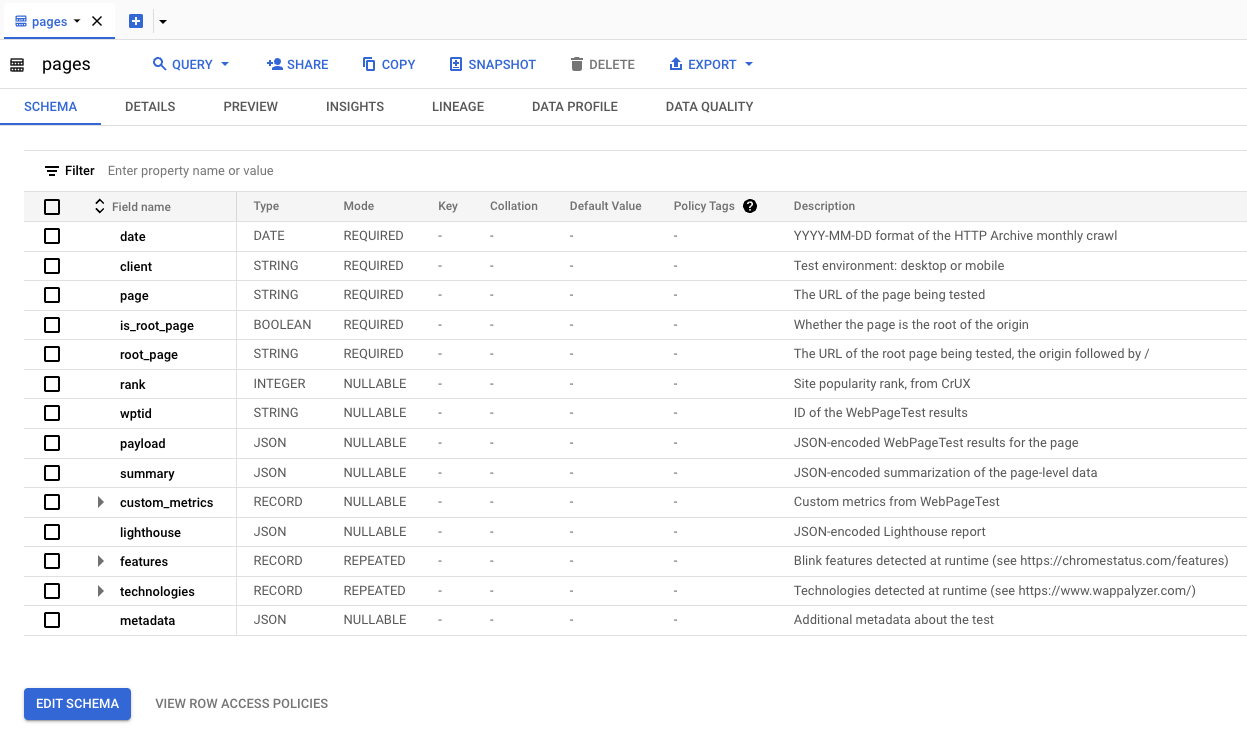 pages
pages QUERY SHARE COPY SNAPSHOT DELETE EXPORT
SCHEMA DETAILS PREVIEW INSIGHTS LINEAGE DATA PROFILE DATA QUALITY
Filter Enter property name or value
Field name Type Mode Key Collation Default Value Policy Tags ? Description
date DATE REQUIRED - - - - YYYY-MM-DD format of the HTTP Archive monthly crawl
client STRING REQUIRED - - - - Test environment: desktop or mobile
page STRING REQUIRED - - - - The URL of the page being tested
is_root_page BOOLEAN REQUIRED - - - - Whether the page is the root of the origin
root_page STRING REQUIRED - - - - The URL of the root page being tested, the origin followed by /
rank INTEGER NULLABLE - - - - Site popularity rank, from CrUX
wptid STRING NULLABLE - - - - ID of the WebPageTest results
payload JSON NULLABLE - - - - JSON-encoded WebPageTest results for the page
summary JSON NULLABLE - - - - JSON-encoded summarization of the page-level data
custom_metrics RECORD NULLABLE - - - - Custom metrics from WebPageTest
lighthouse JSON NULLABLE - - - - JSON-encoded Lighthouse report
features RECORD REPEATED - - - - Blink features detected at runtime (see https://chromestatus.com/features)
technologies RECORD REPEATED - - - - Technologies detected at runtime (see https://www.wappalyzer.com/)
metadata JSON NULLABLE - - - - Additional metadata about the test
EDIT SCHEMA VIEW ROW ACCESS POLICIES